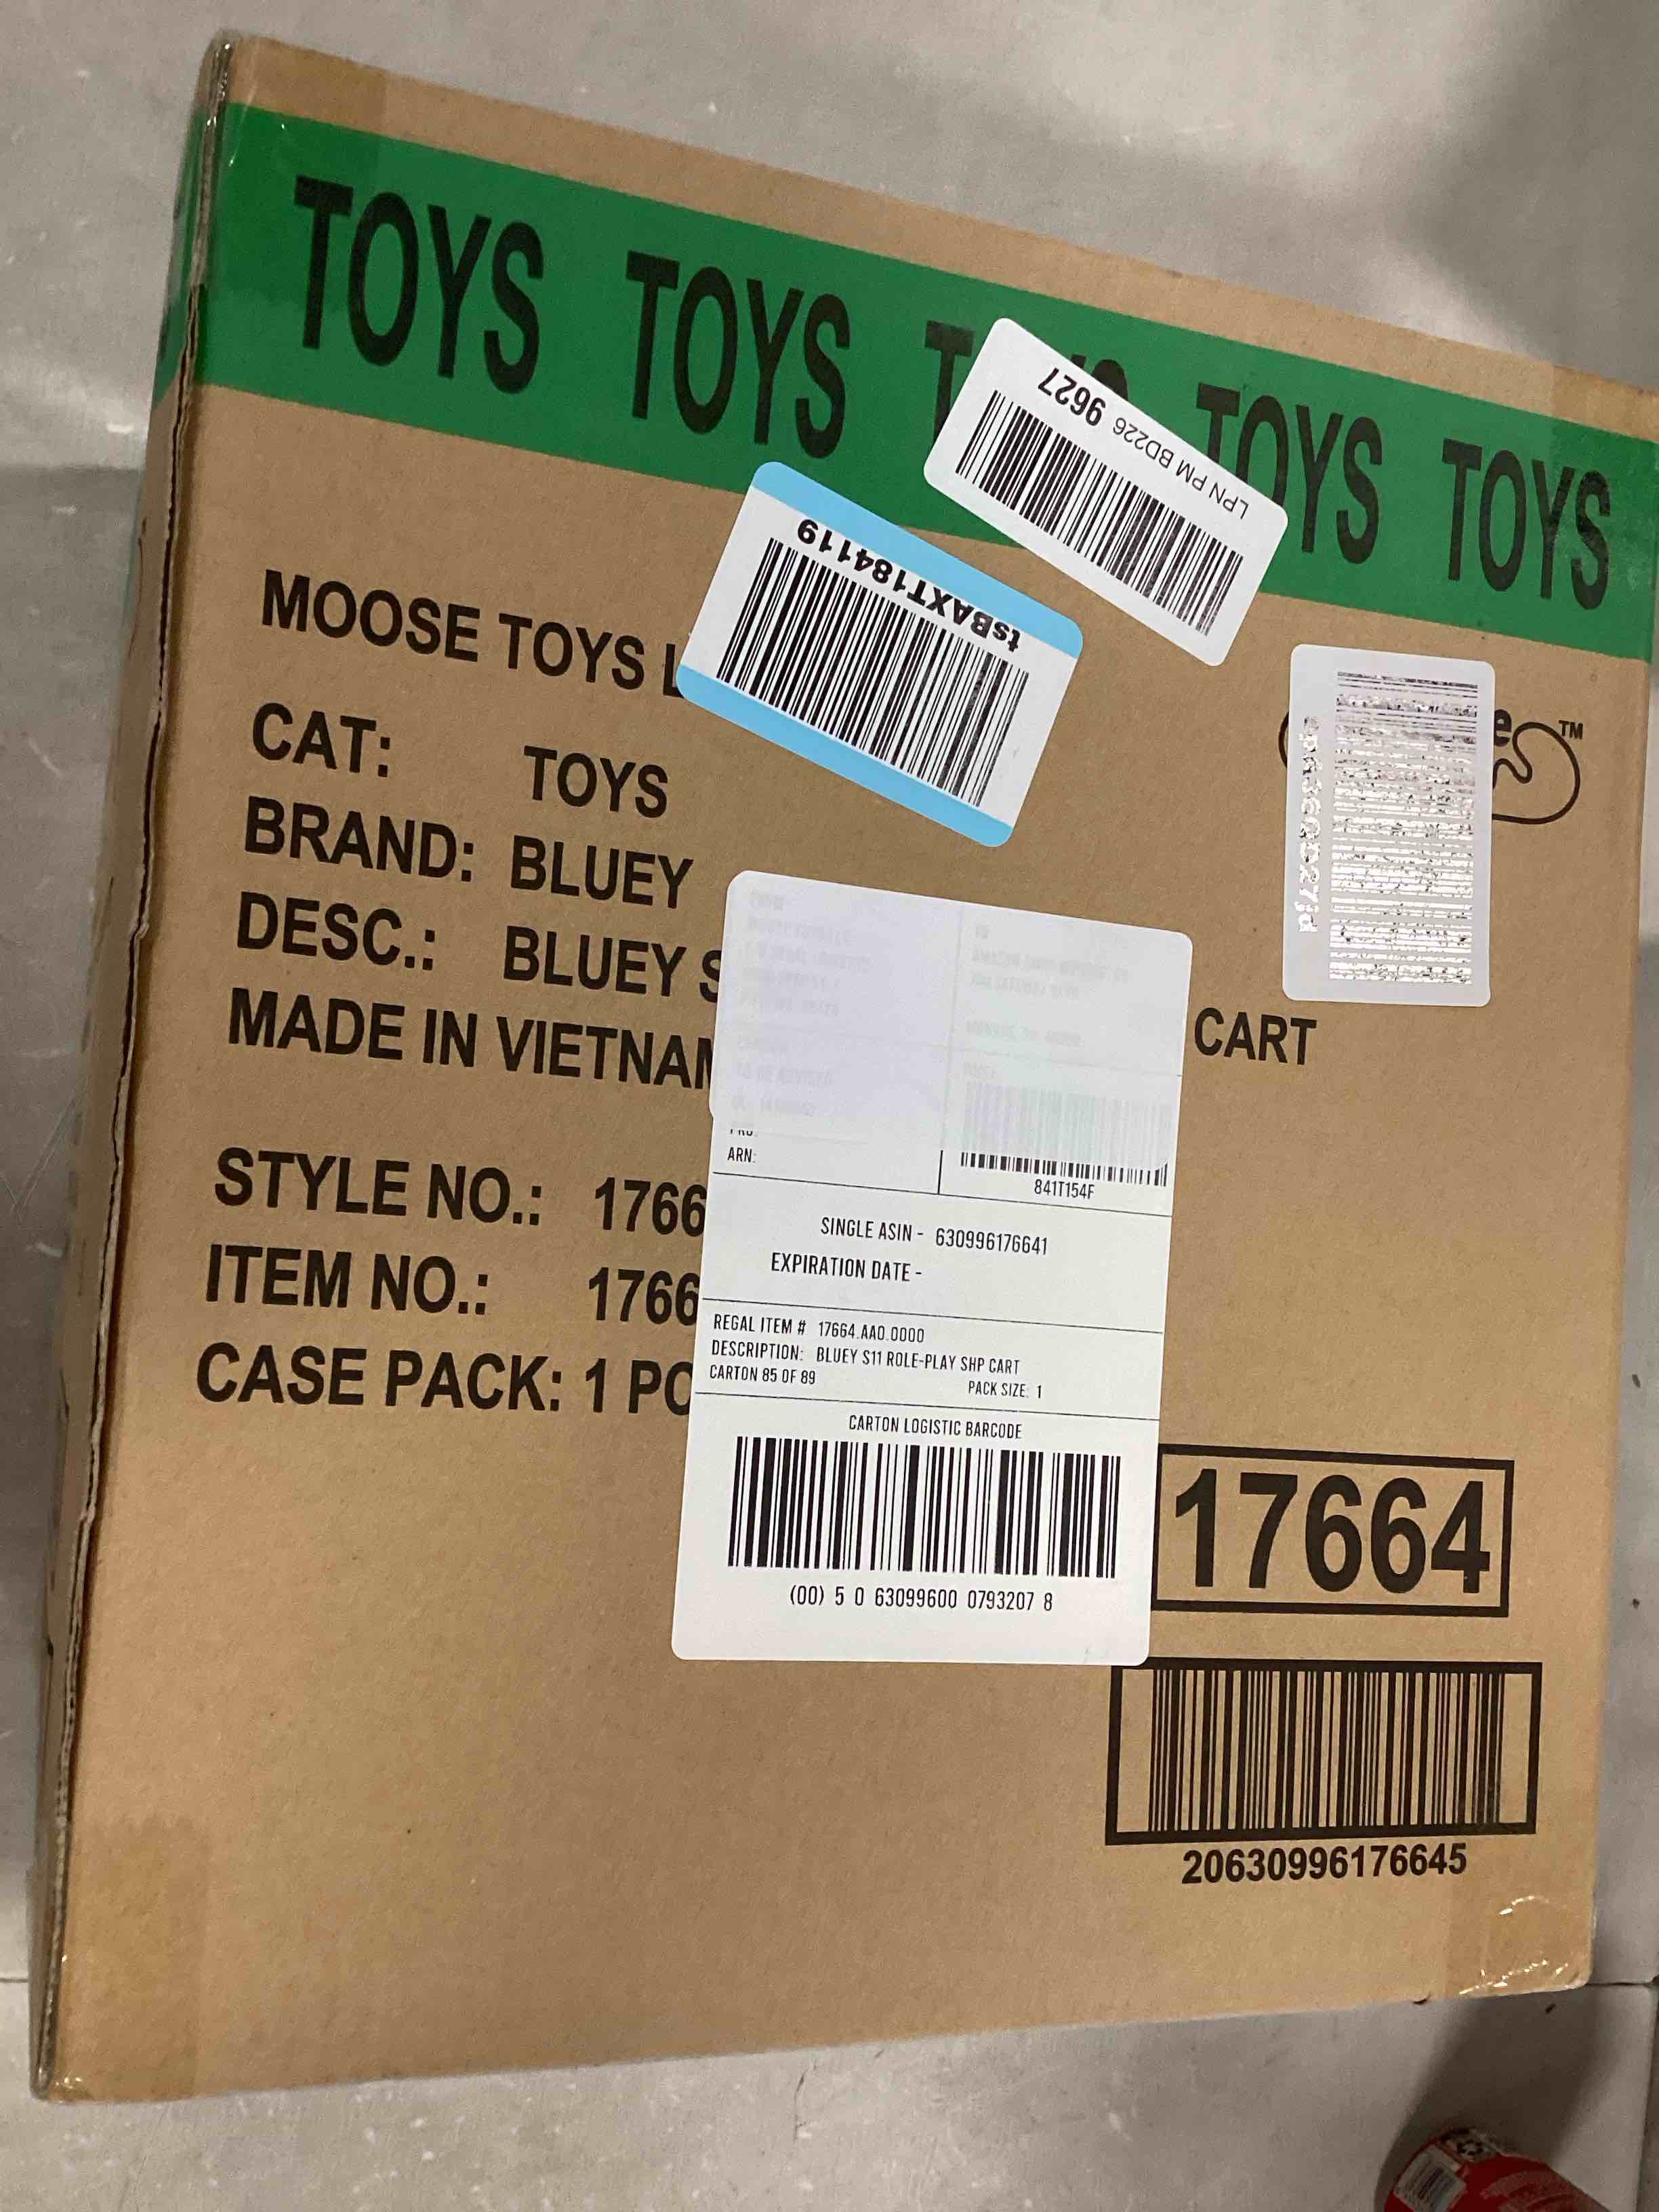 TOYS TOYS T TOYS TOYS
LPN PM BD226 9627
tsBAXT184119
MOOSE TOYS L
e™
CAT: TOYS
BRAND: BLUEY
DESC.: BLUEY S CART
MADE IN VIETNAM
STYLE NO.: 1766
ITEM NO.: 1766
CASE PACK: 1 PC
ARN:
841T154F
SINGLE ASIN - 630996176641
EXPIRATION DATE -
REGAL ITEM # 17664.AA0.0000
DESCRIPTION: BLUEY S11 ROLE-PLAY SHP CART
CARTON 85 OF 89 PACK SIZE: 1
CARTON LOGISTIC BARCODE
(00) 5 0 63099600 0793207 8
17664
20630996176645